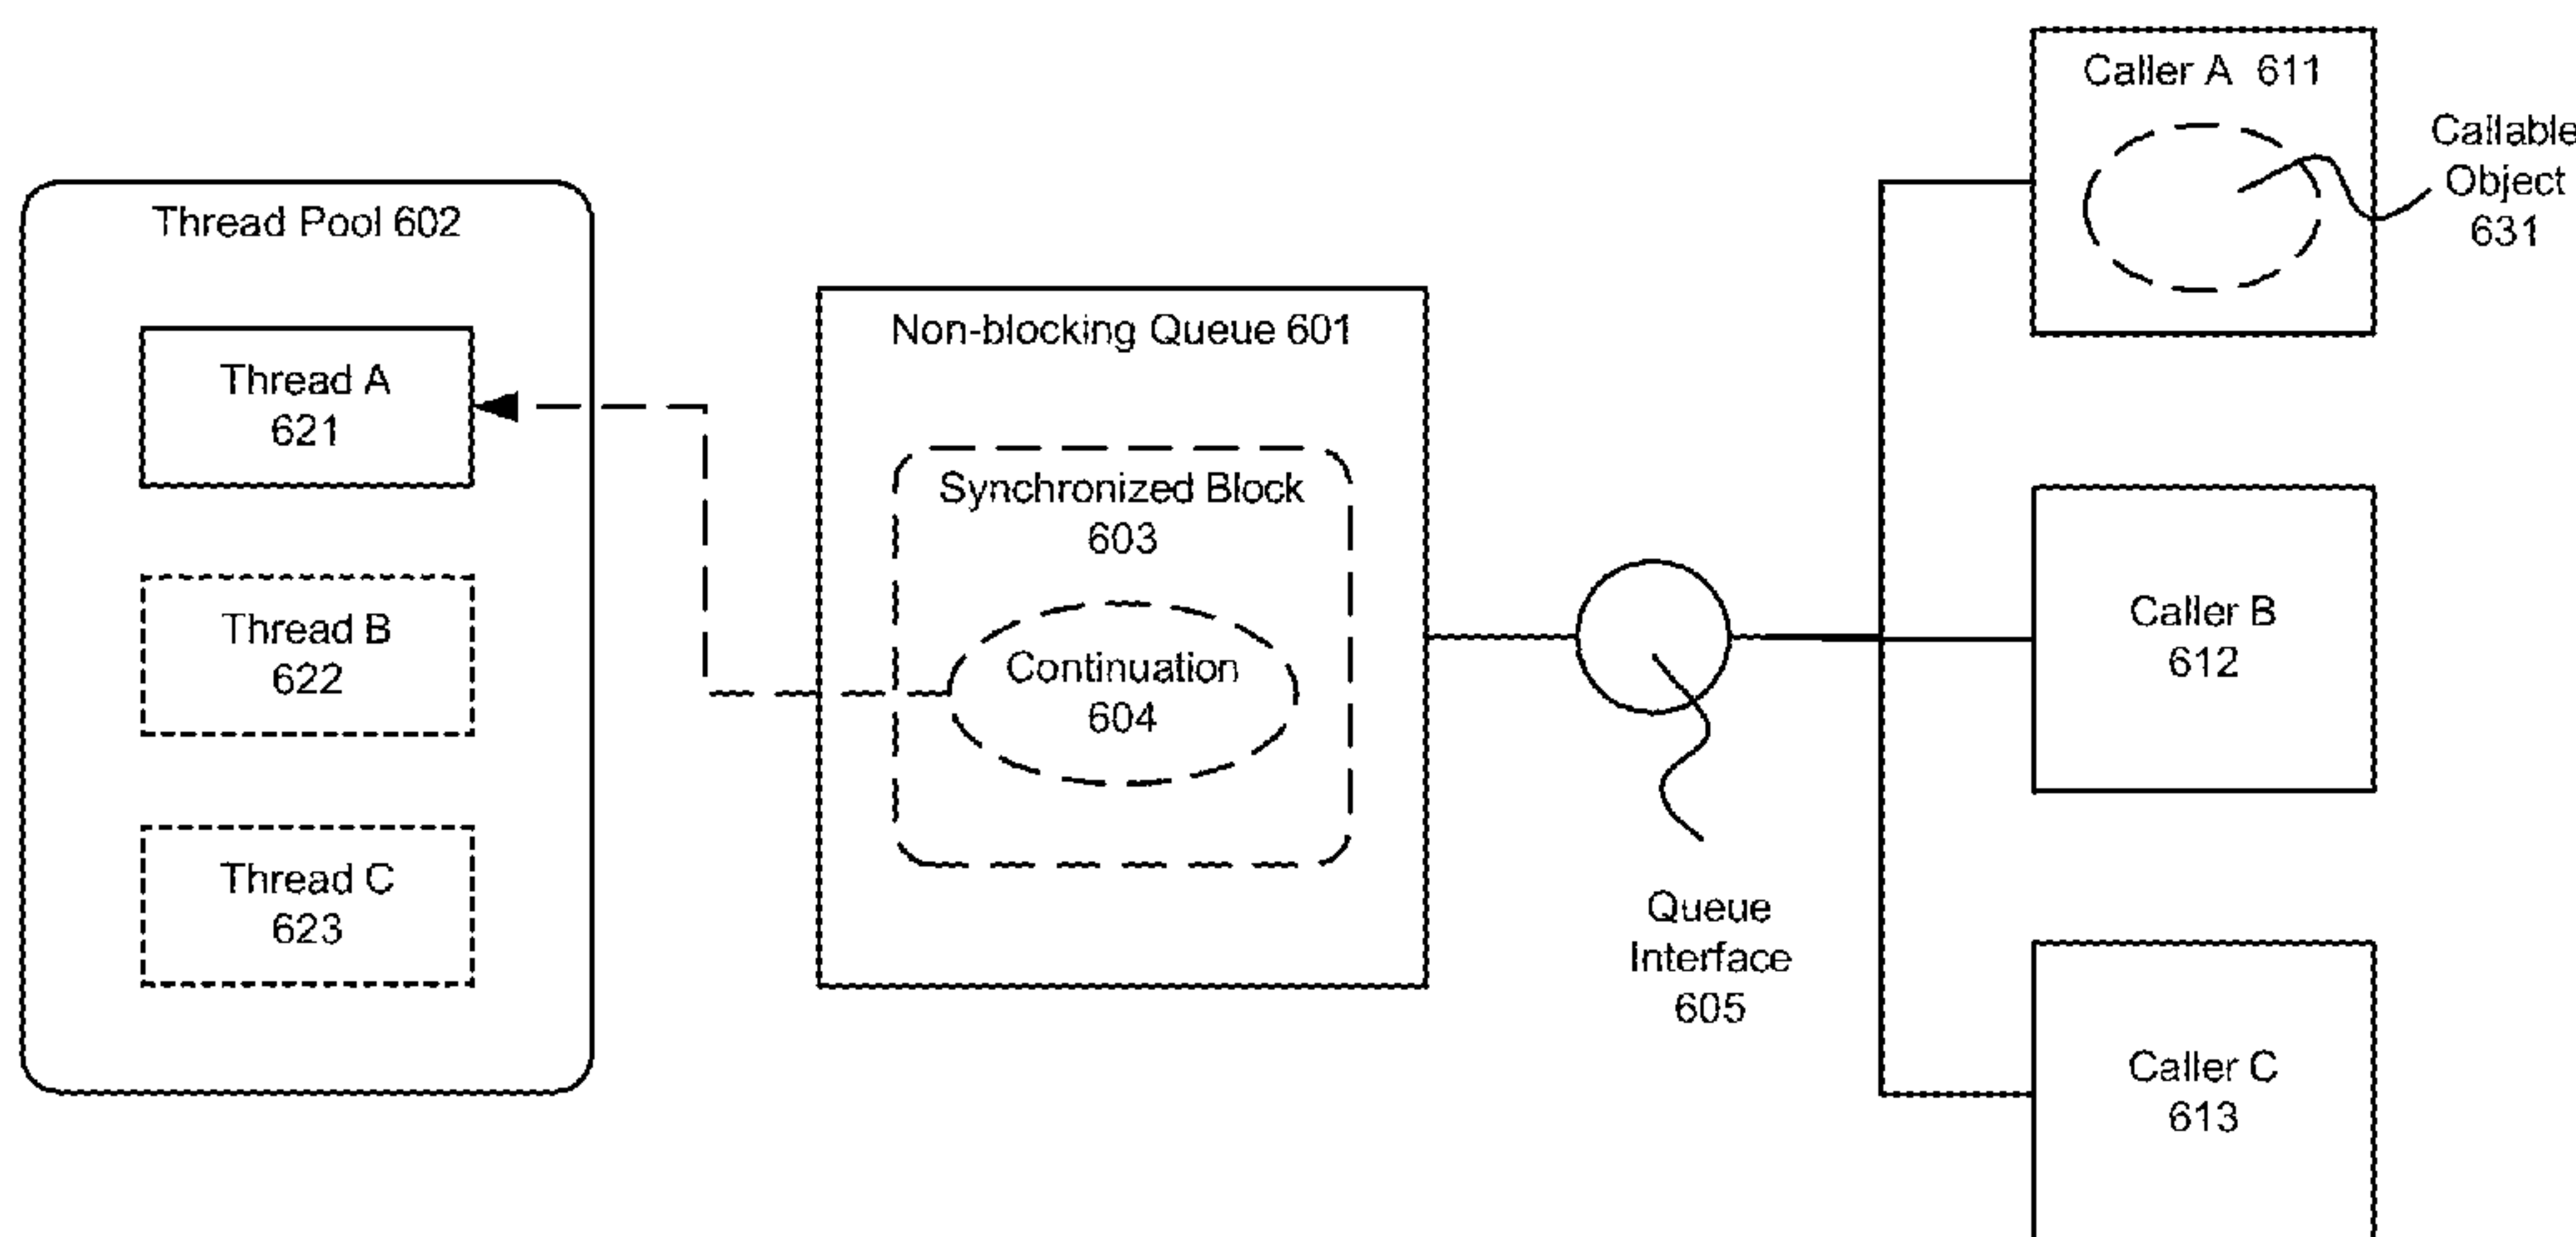 Thread Pool 602
Thread A
621
Thread B
622
Thread C
623
Non-blocking Queue 601
Synchronized Block
603
Continuation
604
Queue
Interface
605
Caller A 611
Callable
Object
631
Caller B
612
Caller C
613